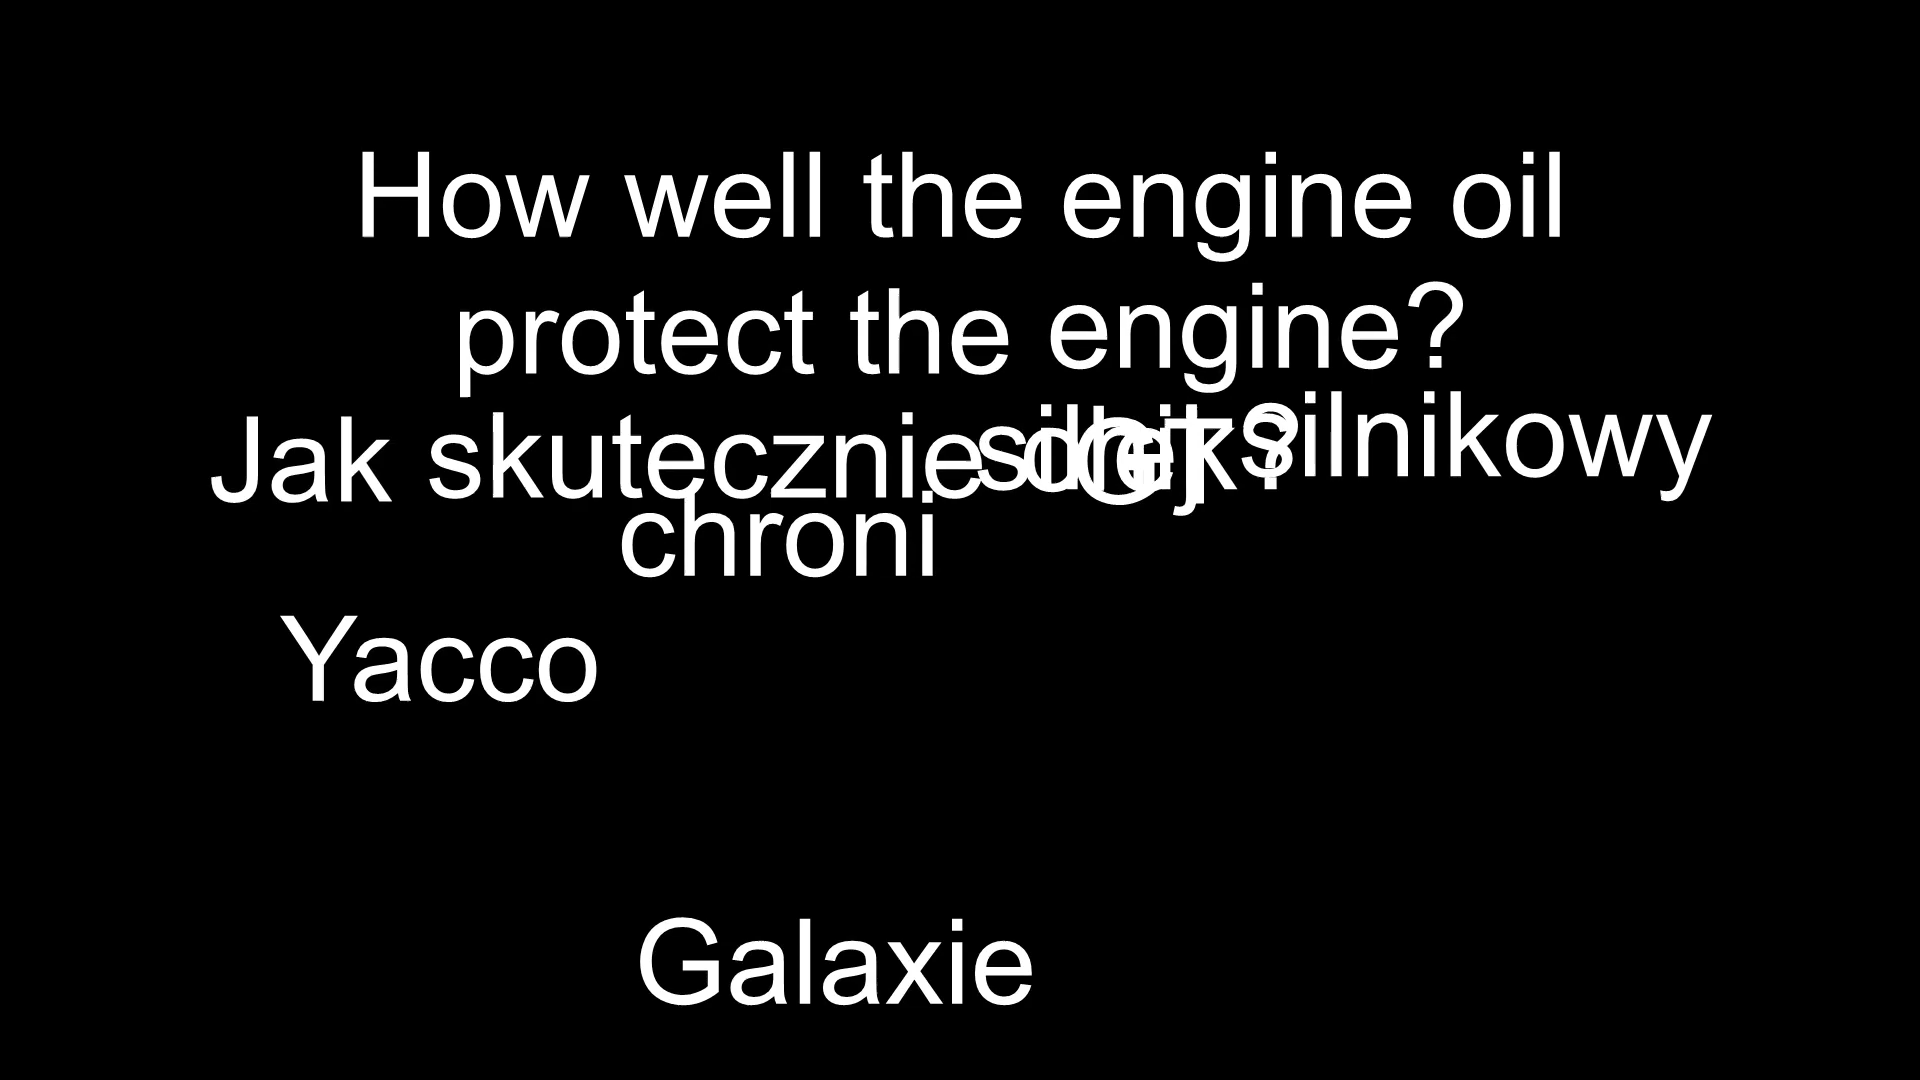 How well the engine oil
protect the engine?
Jak skutecznie silnikowy
chroni
Yacco
Galaxie